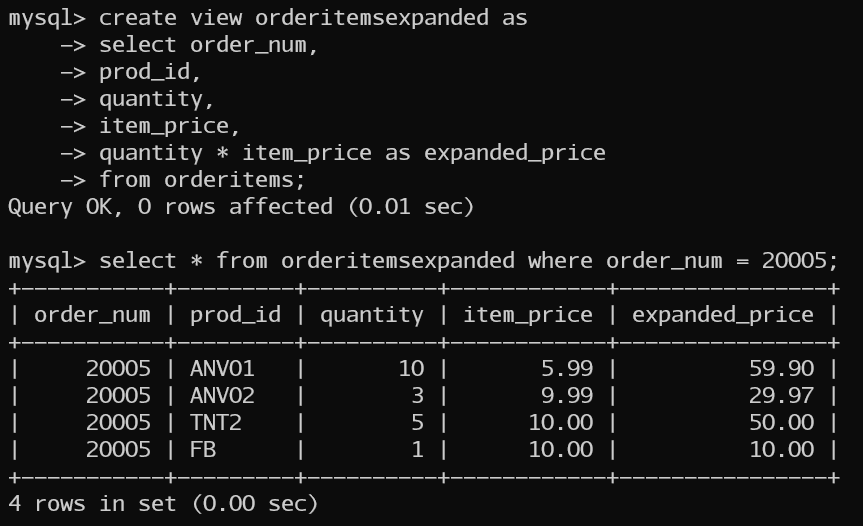 mysql> create view orderitemsexpanded as
    -> select order_num,
    -> prod_id,
    -> quantity,
    -> item_price,
    -> quantity * item_price as expanded_price
    -> from orderitems;
Query OK, 0 rows affected (0.01 sec)

mysql> select * from orderitemsexpanded where order_num = 20005;
+-----------+---------+----------+------------+----------------+
| order_num | prod_id | quantity | item_price | expanded_price |
+-----------+---------+----------+------------+----------------+
|     20005 | ANV01   |       10 |       5.99 |          59.90 |
|     20005 | ANV02   |        3 |       9.99 |          29.97 |
|     20005 | TNT2    |        5 |      10.00 |          50.00 |
|     20005 | FB      |        1 |      10.00 |          10.00 |
+-----------+---------+----------+------------+----------------+
4 rows in set (0.00 sec)